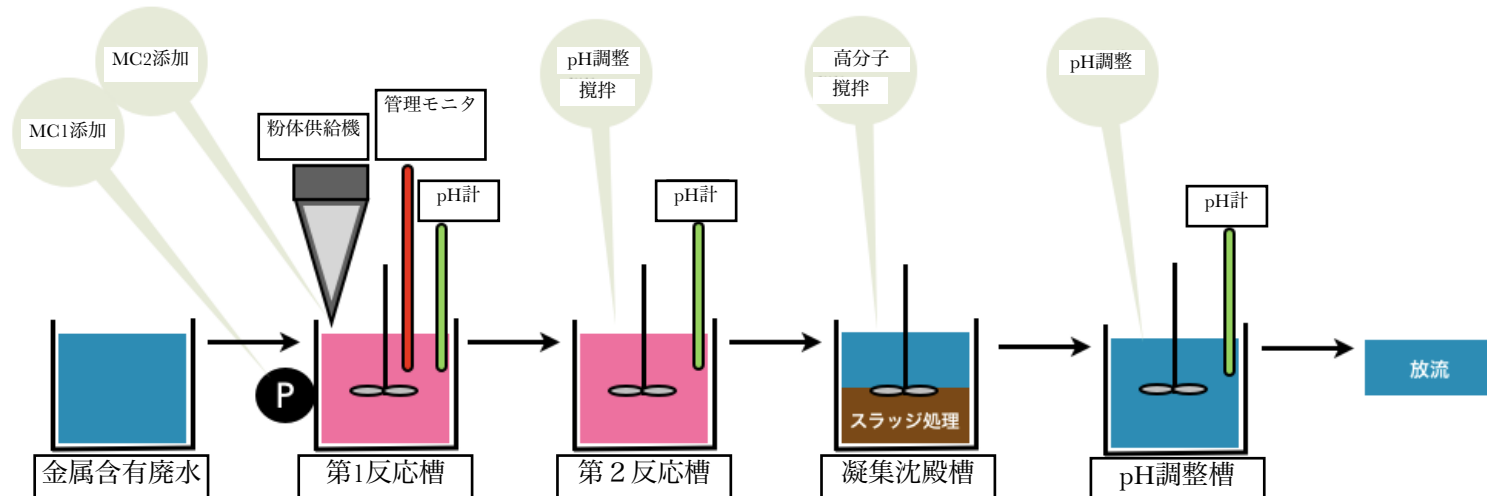 MC2添加
MC1添加
粉体供給機
管理モニタ
pH計
pH調整
撹拌
pH計
高分子
撹拌
pH調整
pH計
P
スラッジ処理
放流
金属含有廃水
第1反応槽
第２反応槽
凝集沈殿槽
pH調整槽